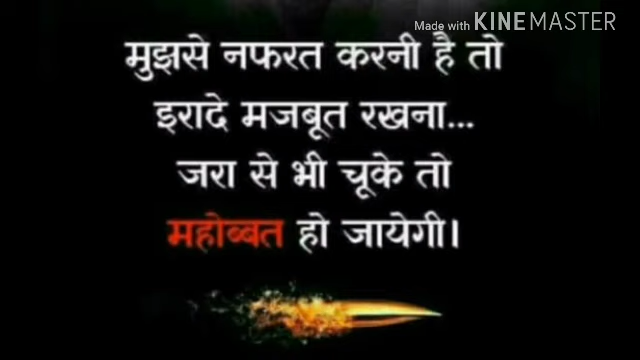 Made with KINEMASTER
मुझसे नफरत करनी है तो
इरादे मजबूत रखना...
जरा से भी चूके तो
महोब्बत हो जायेगी।